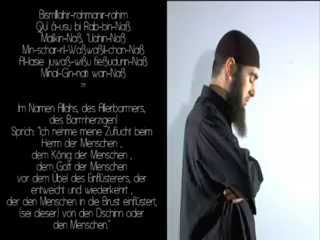 Bismillahir-rahmanir-rahim
Qul a-usu bi Rab-bin-Naß
Malikin-Naß, "Ilahin-Naß
Min-schar-ril-Waßwaßil-chan-Naß
Al-lasie juwaß-wißu fießudurin-Naß
Minal-Gin-nati wan-Naß
=
Im Namen Allahs, des Allerbarmers,
des Barmherzigen!
Sprich: "Ich nehme meine Zuflucht beim
Herrn der Menschen ,
dem König der Menschen ,
dem Gott der Menschen
vor dem Übel des Einflüsterers, der
entweicht und wiederkehrt ,
der den Menschen in die Brust einflüstert,
(sei dieser) von den Dschinn oder
den Menschen."